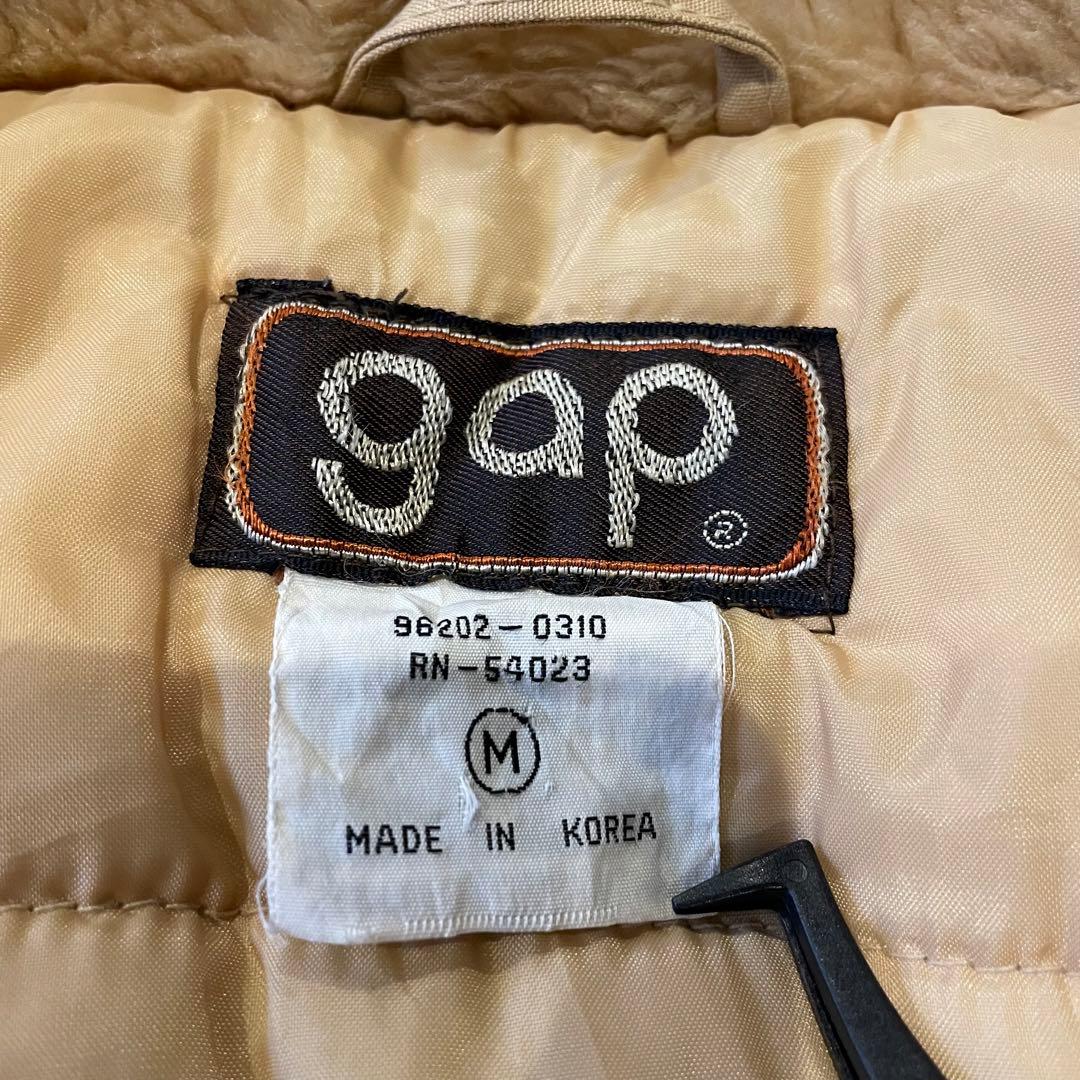 gap®
96202-0310
RN-54023
M
MADE IN KOREA